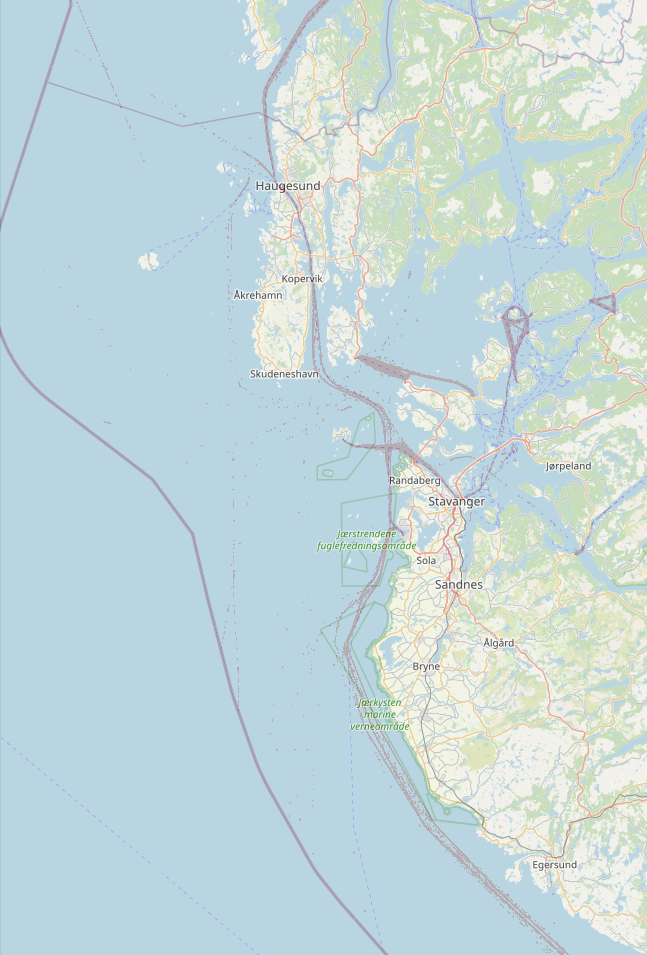 Haugesund
Kopervik
Åkrehamn
Skudeneshavn
Jørpeland
Randaberg
Stavanger
Jærstrendene
fuglefredningsområde
Sola
Sandnes
Ålgård
Bryne
Jærkysten
marine
verneområde
Egersund